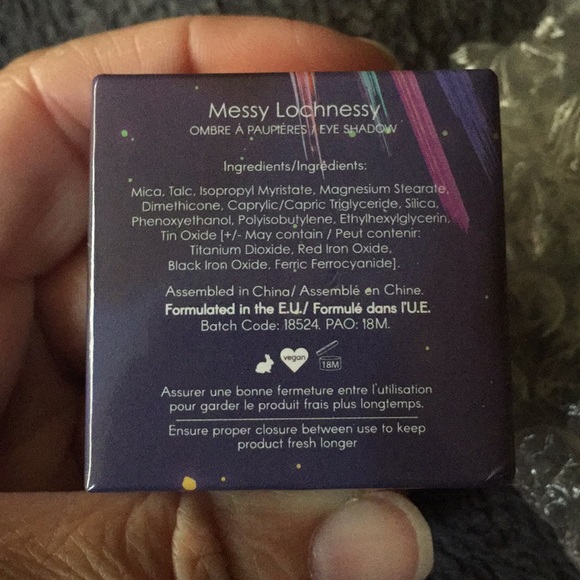 Messy Lochnessy
OMBRE À PAUPIÈRES / EYE SHADOW
Ingredients/Ingrédients:
Mica, Talc, Isopropyl Myristate, Magnesium Stearate,
Dimethicone, Caprylic/Capric Triglyceride, Silica,
Phenoxyethanol, Polyisobutylene, Ethylhexylglycerin,
Tin Oxide [+/- May contain / Peut contenir:
Titanium Dioxide, Red Iron Oxide,
Black Iron Oxide, Ferric Ferrocyanide].
Assembled in China/ Assemblé en Chine.
Formulated in the E.U./ Formulé dans l'U.E.
Batch Code: 18524. PAO: 18M.
vegan
18M
Assurer une bonne fermeture entre l'utilisation
pour garder le produit frais plus longtemps.
Ensure proper closure between use to keep
product fresh longer